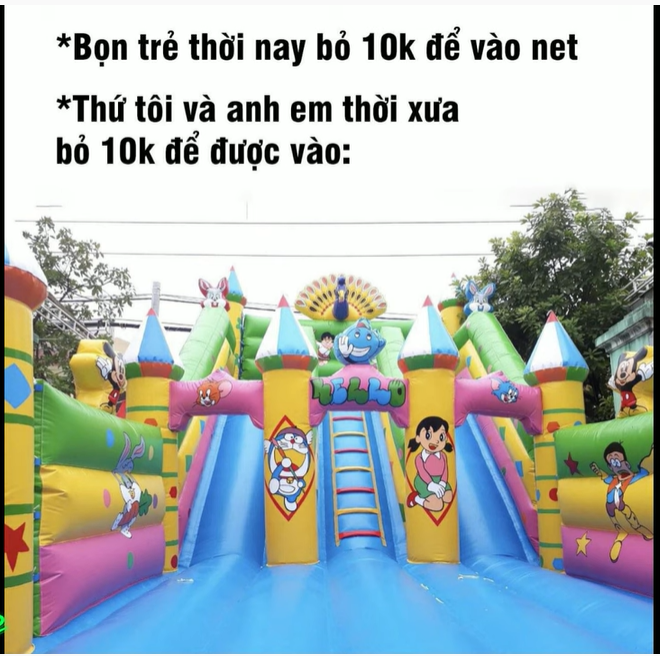 *Bọn trẻ thời nay bỏ 10k để vào net
*Thứ tôi và anh em thời xưa
bỏ 10k để được vào: